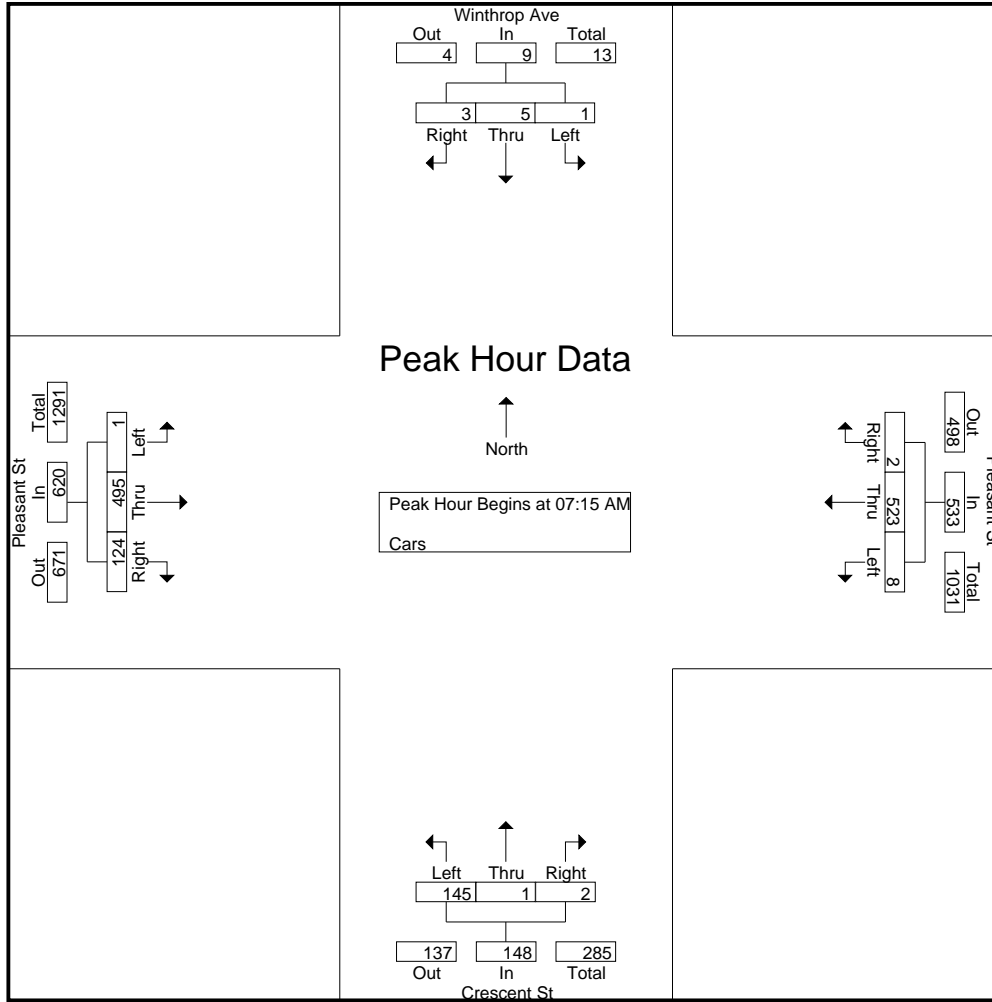 Winthrop Ave
Out In Total
4 9 13
3 5 1
Right Thru Left
Peak Hour Data
North
Peak Hour Begins at 07:15 AM
Cars
Pleasant St
Total In Out
1291 620 671
1 495 124
Left Thru Right
Pleasant St
Out In Total
498 533 1031
2 523 8
Right Thru Left
Left Thru Right
145 1 2
137 148 285
Out In Total
Crescent St